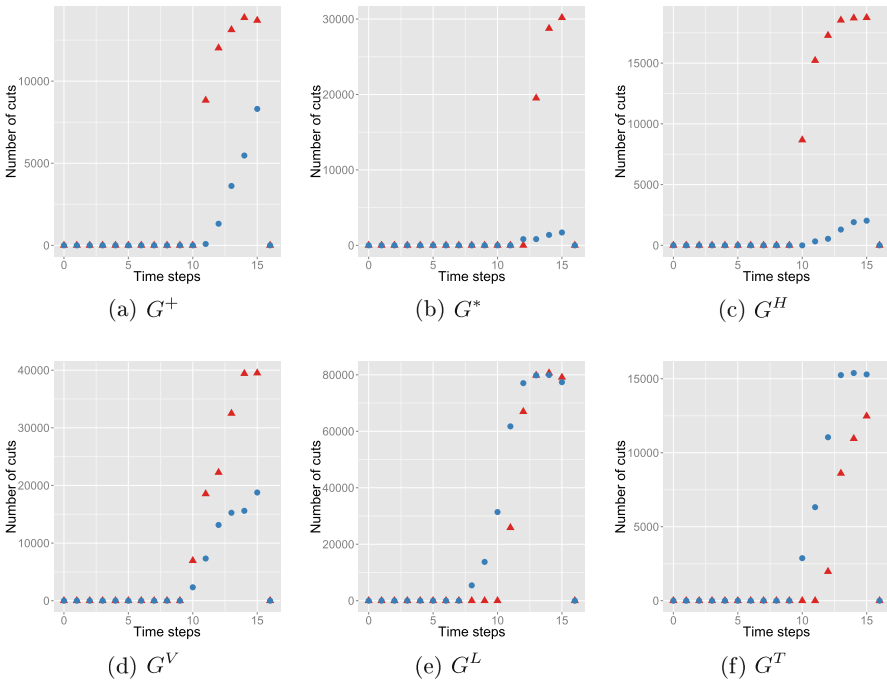 Number of cuts
10000
5000
0
0 5 10 15
Time steps
(a) G^+
Number of cuts
30000
20000
10000
0
0 5 10 15
Time steps
(b) G^*
Number of cuts
15000
10000
5000
0
0 5 10 15
Time steps
(c) G^H
Number of cuts
40000
30000
20000
10000
0
0 5 10 15
Time steps
(d) G^V
Number of cuts
80000
60000
40000
20000
0
0 5 10 15
Time steps
(e) G^L
Number of cuts
15000
10000
5000
0
0 5 10 15
Time steps
(f) G^T